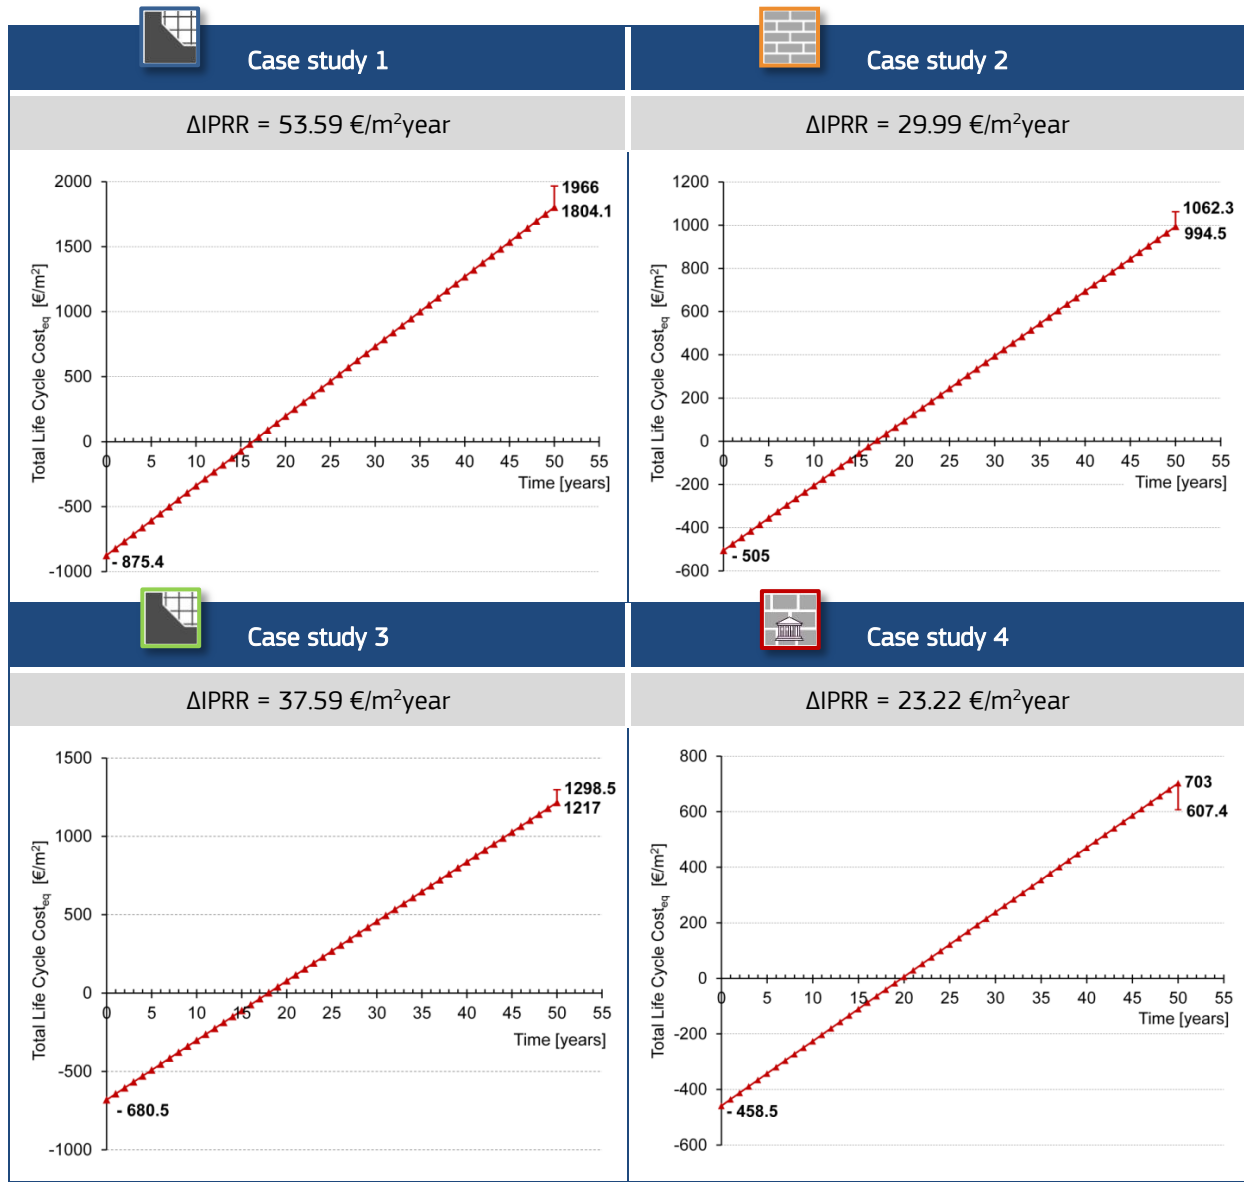 Case study 1
Case study 2
ΔIPRR = 53.59 €/m²year
ΔIPRR = 29.99 €/m²year
Total Life Cycle Cost_eq [€/m²]
2000
1500
1000
500
0
-500
-1000
0 5 10 15 20 25 30 35 40 45 50 55
Time [years]
1966
1804.1
- 875.4
Total Life Cycle Cost_eq [€/m²]
1200
1000
800
600
400
200
0
-200
-400
-600
0 5 10 15 20 25 30 35 40 45 50 55
Time [years]
1062.3
994.5
- 505
Case study 3
Case study 4
ΔIPRR = 37.59 €/m²year
ΔIPRR = 23.22 €/m²year
Total Life Cycle Cost_eq [€/m²]
1500
1000
500
0
-500
-1000
0 5 10 15 20 25 30 35 40 45 50 55
Time [years]
1298.5
1217
- 680.5
Total Life Cycle Cost_eq [€/m²]
800
600
400
200
0
-200
-400
-600
0 5 10 15 20 25 30 35 40 45 50 55
Time [years]
703
607.4
- 458.5